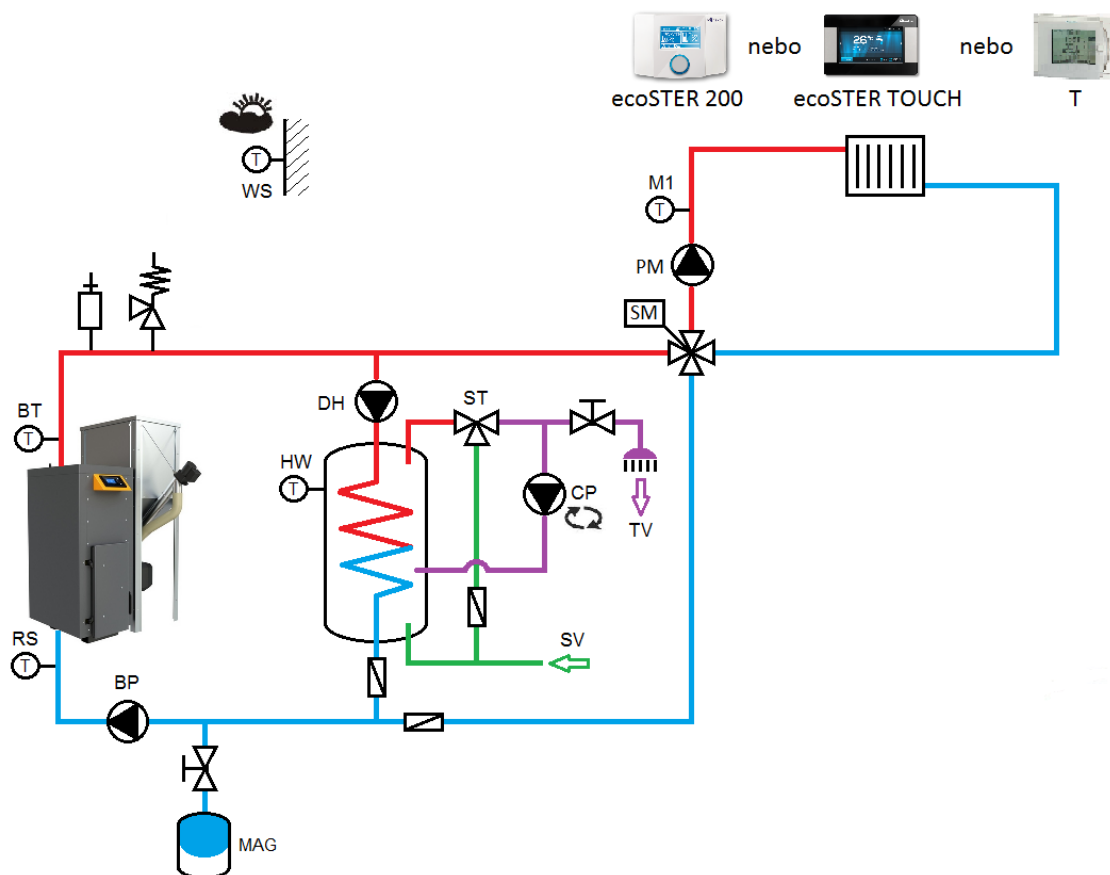 nebo
nebo
ecoSTER 200
ecoSTER TOUCH
T
T
WS
M1
T
PM
SM
BT
T
DH
ST
HW
T
CP
TV
RS
T
SV
BP
MAG